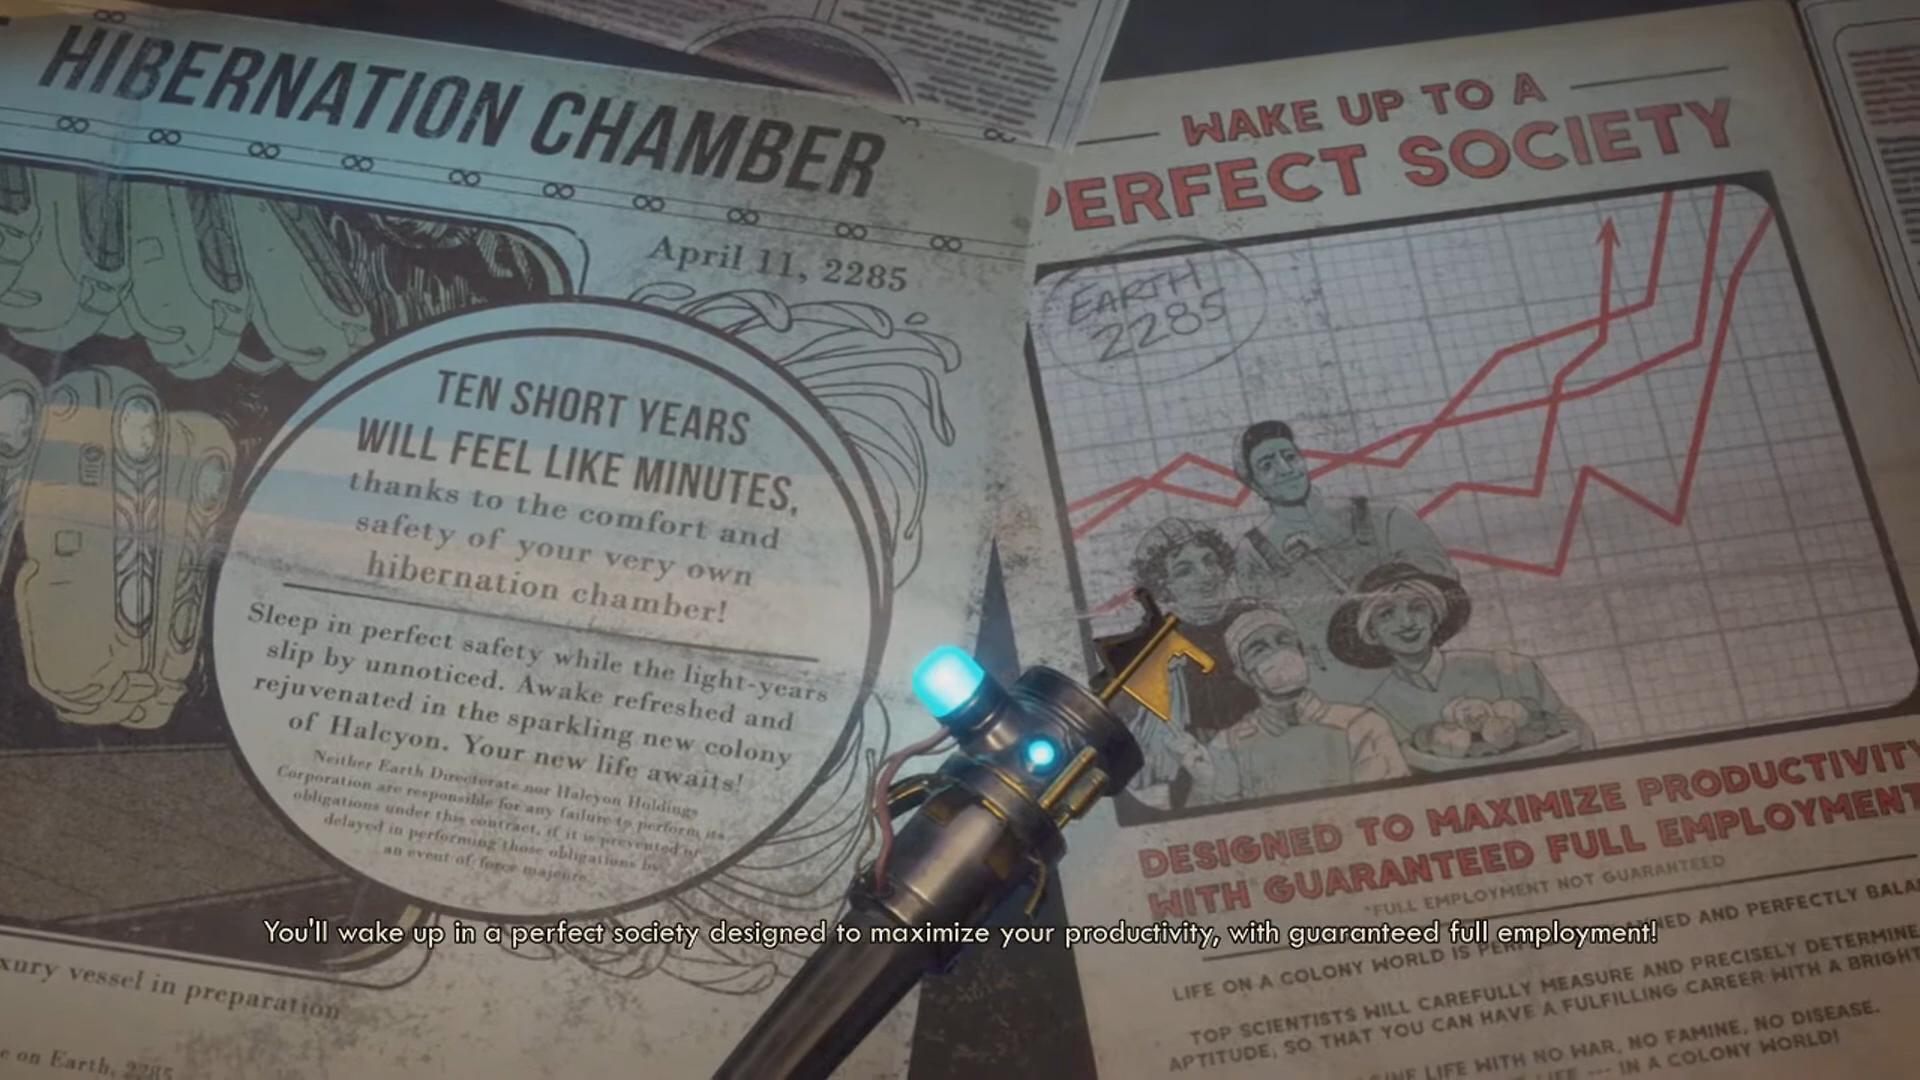 HIBERNATION CHAMBER
April 11, 2285
TEN SHORT YEARS
WILL FEEL LIKE MINUTES,
thanks to the comfort and
safety of your very own
hibernation chamber!
Sleep in perfect safety while the light-years
slip by unnoticed. Awake refreshed and
rejuvenated in the sparkling new colony
of Halcyon. Your new life awaits!
Neither Earth Directorate nor Halcyon Holdings
Corporation are responsible for any failure to perform its
obligations under this contract, if it is prevented or
delayed in performing those obligations by
an event of force majeure.
xury vessel in preparation
e on Earth, 2285
WAKE UP TO A
PERFECT SOCIETY
EARTH
2285
DESIGNED TO MAXIMIZE PRODUCTIVITY
WITH GUARANTEED FULL EMPLOYMENT
*FULL EMPLOYMENT NOT GUARANTEED
LIFE ON A COLONY WORLD IS AND PERFECTLY BALA
TOP SCIENTISTS WILL CAREFULLY MEASURE AND PRECISELY DETERMINE
APTITUDE, SO THAT YOU CAN HAVE A FULFILLING CAREER WITH A BRIGHT
LIFE WITH NO WAR, NO FAMINE, NO DISEASE.
LIFE --- IN A COLONY WORLD!
You'll wake up in a perfect society designed to maximize your productivity, with guaranteed full employment!